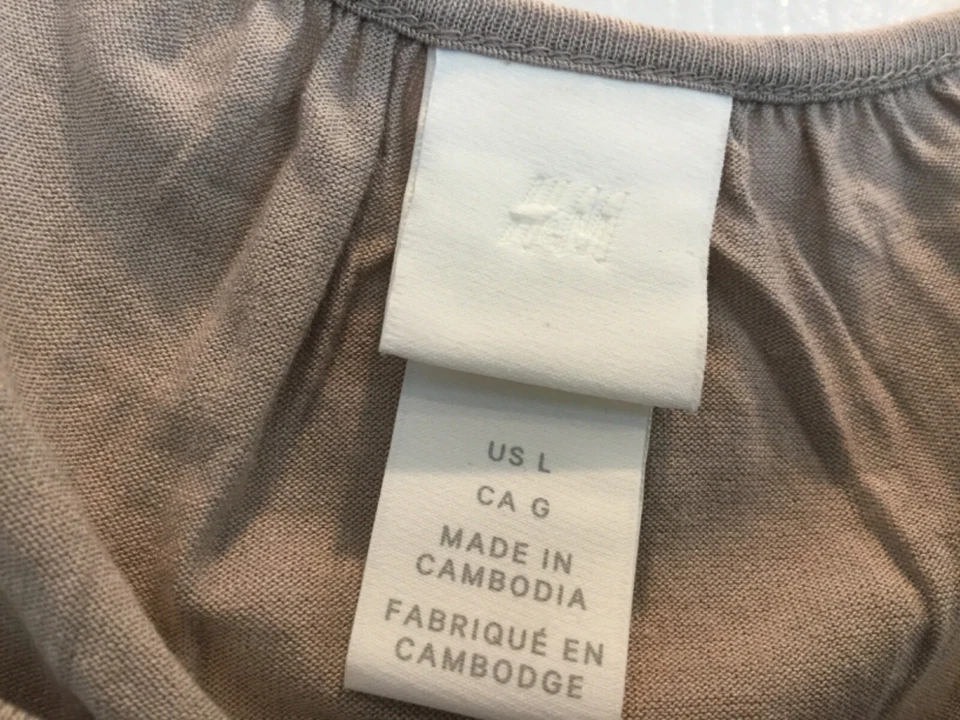 US L
CA G
MADE IN
CAMBODIA
FABRIQUÉ EN
CAMBODGE